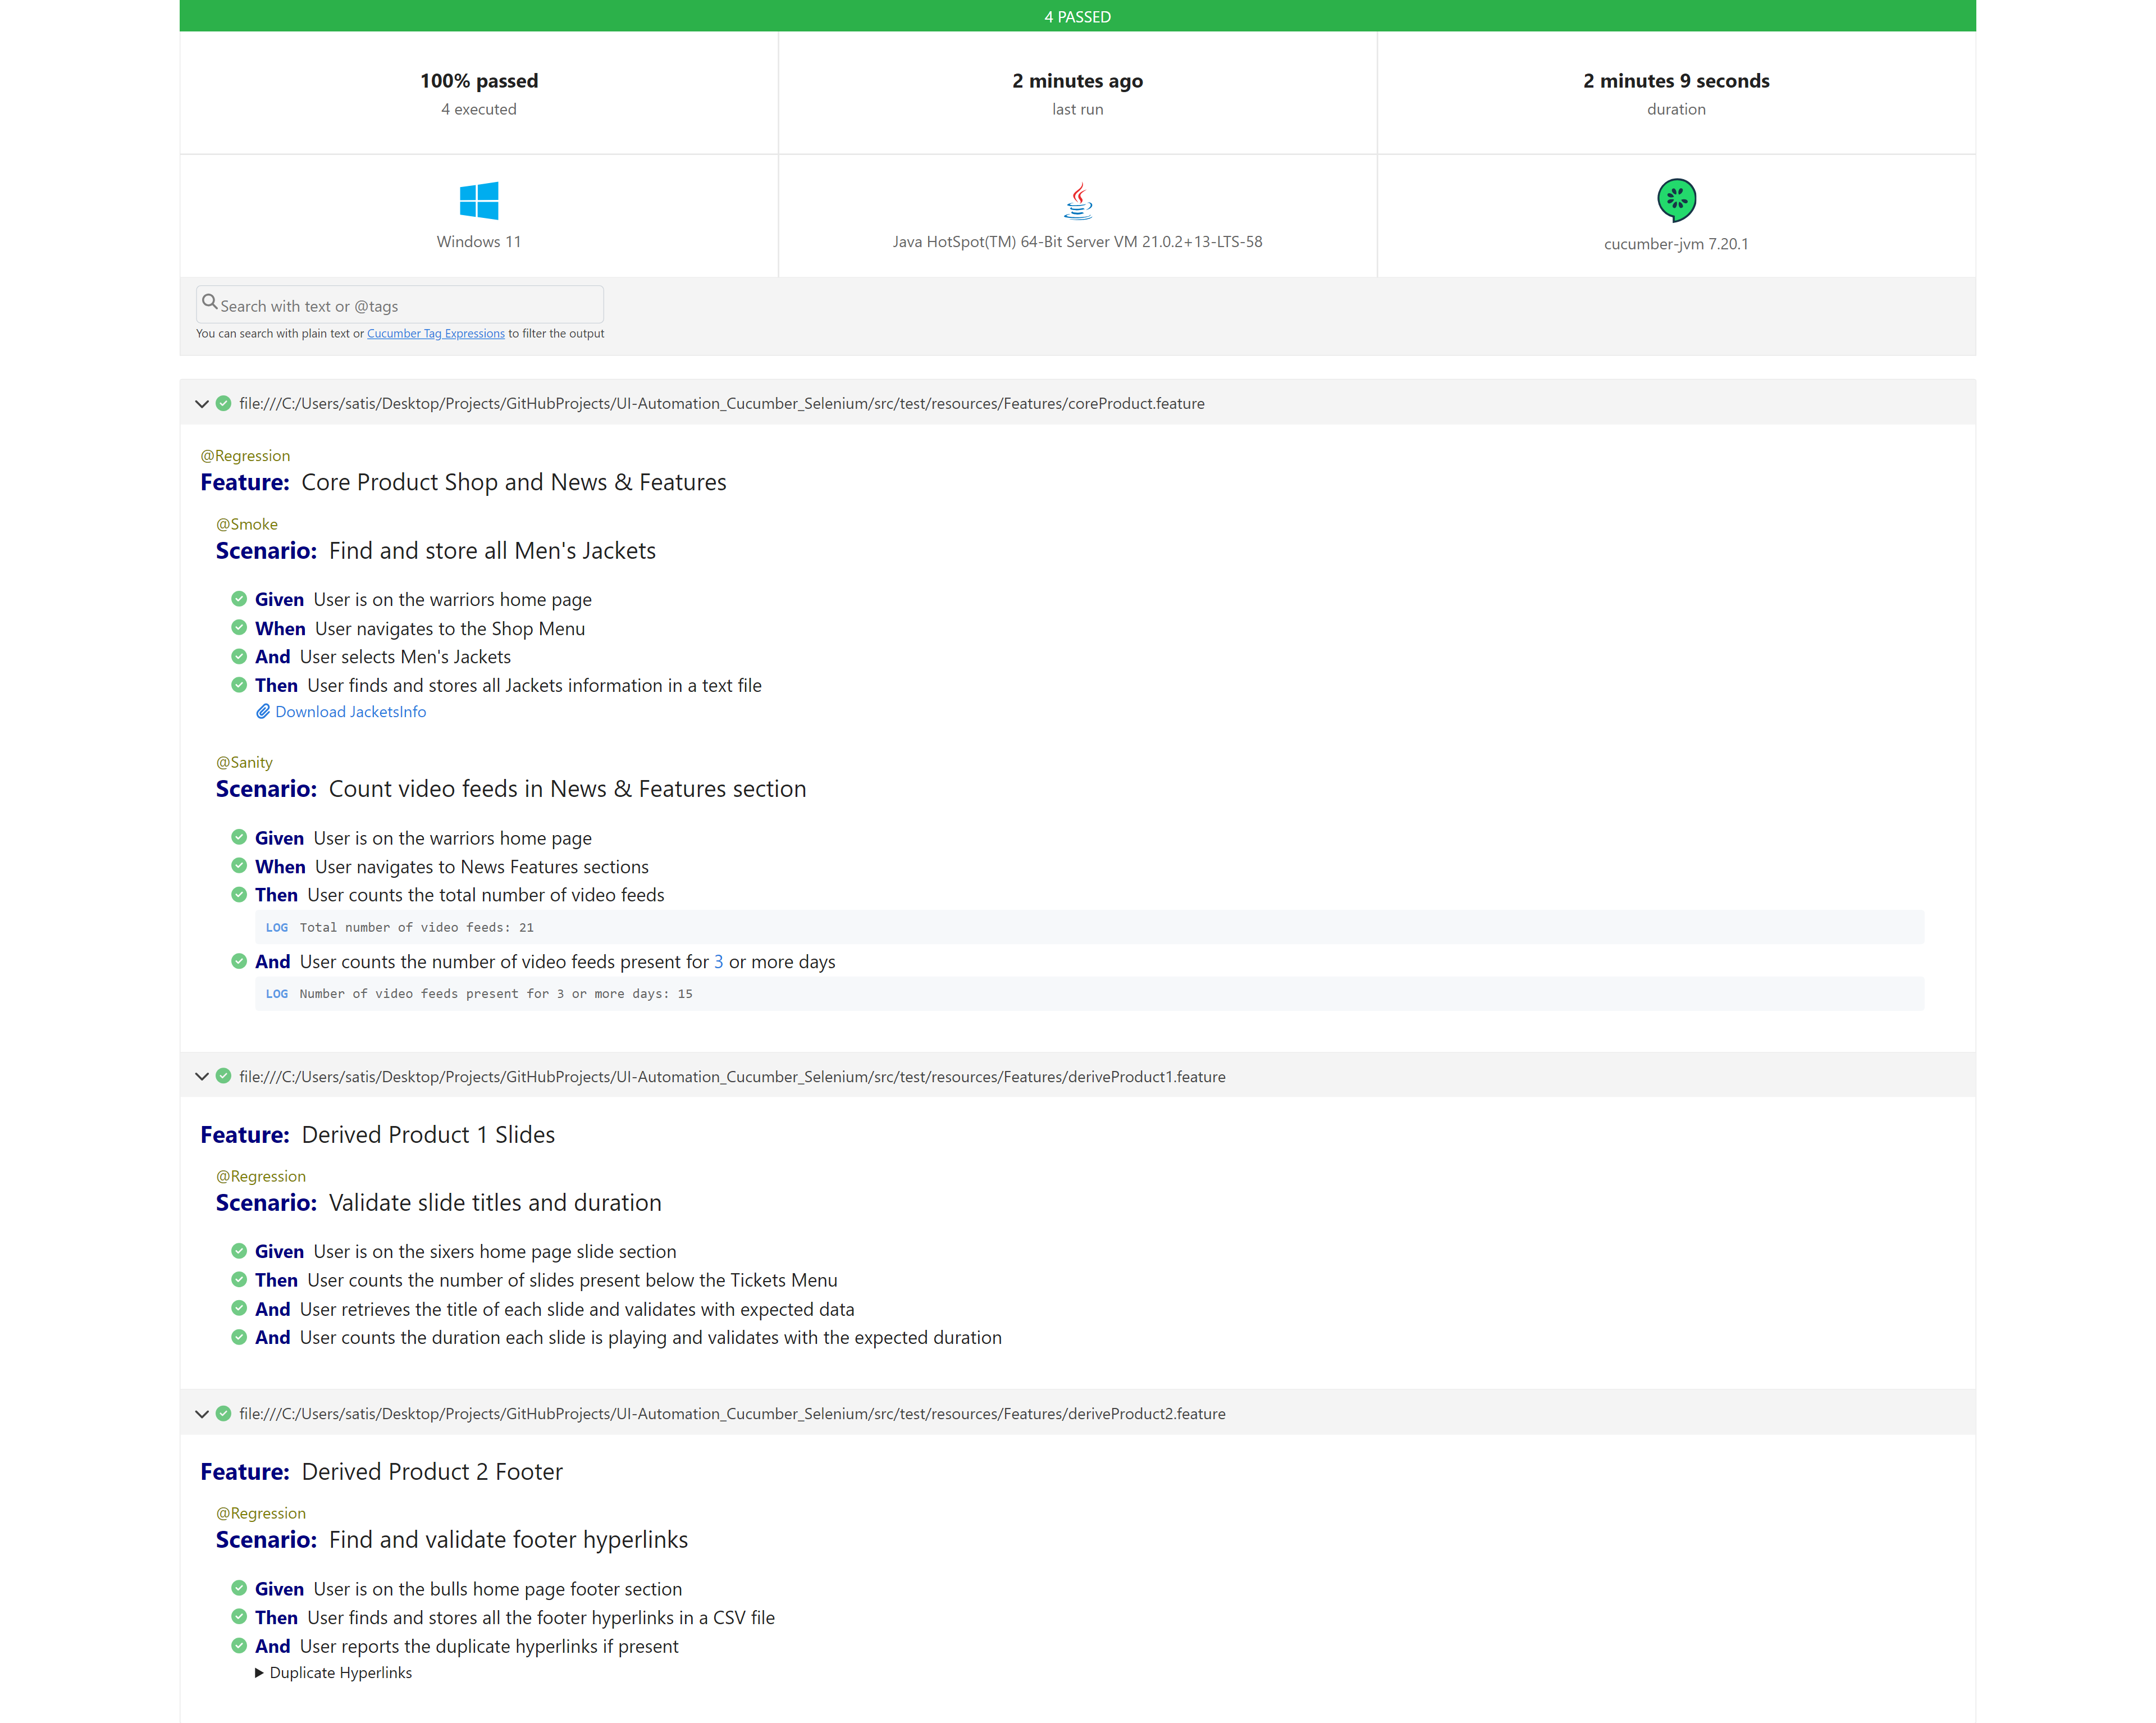 4 PASSED
100% passed
4 executed
2 minutes ago
last run
2 minutes 9 seconds
duration
Windows 11
Java HotSpot(TM) 64-Bit Server VM 21.0.2+13-LTS-58
cucumber-jvm 7.20.1
Search with text or @tags
You can search with plain text or Cucumber Tag Expressions to filter the output
file:///C:/Users/satis/Desktop/Projects/GitHubProjects/UI-Automation_Cucumber_Selenium/src/test/resources/Features/coreProduct.feature
@Regression
Feature: Core Product Shop and News & Features
@Smoke
Scenario: Find and store all Men's Jackets
Given User is on the warriors home page
When User navigates to the Shop Menu
And User selects Men's Jackets
Then User finds and stores all Jackets information in a text file
Download JacketsInfo
@Sanity
Scenario: Count video feeds in News & Features section
Given User is on the warriors home page
When User navigates to News Features sections
Then User counts the total number of video feeds
LOG Total number of video feeds: 21
And User counts the number of video feeds present for 3 or more days
LOG Number of video feeds present for 3 or more days: 15
file:///C:/Users/satis/Desktop/Projects/GitHubProjects/UI-Automation_Cucumber_Selenium/src/test/resources/Features/deriveProduct1.feature
Feature: Derived Product 1 Slides
@Regression
Scenario: Validate slide titles and duration
Given User is on the sixers home page slide section
Then User counts the number of slides present below the Tickets Menu
And User retrieves the title of each slide and validates with expected data
And User counts the duration each slide is playing and validates with the expected duration
file:///C:/Users/satis/Desktop/Projects/GitHubProjects/UI-Automation_Cucumber_Selenium/src/test/resources/Features/deriveProduct2.feature
Feature: Derived Product 2 Footer
@Regression
Scenario: Find and validate footer hyperlinks
Given User is on the bulls home page footer section
Then User finds and stores all the footer hyperlinks in a CSV file
And User reports the duplicate hyperlinks if present
Duplicate Hyperlinks